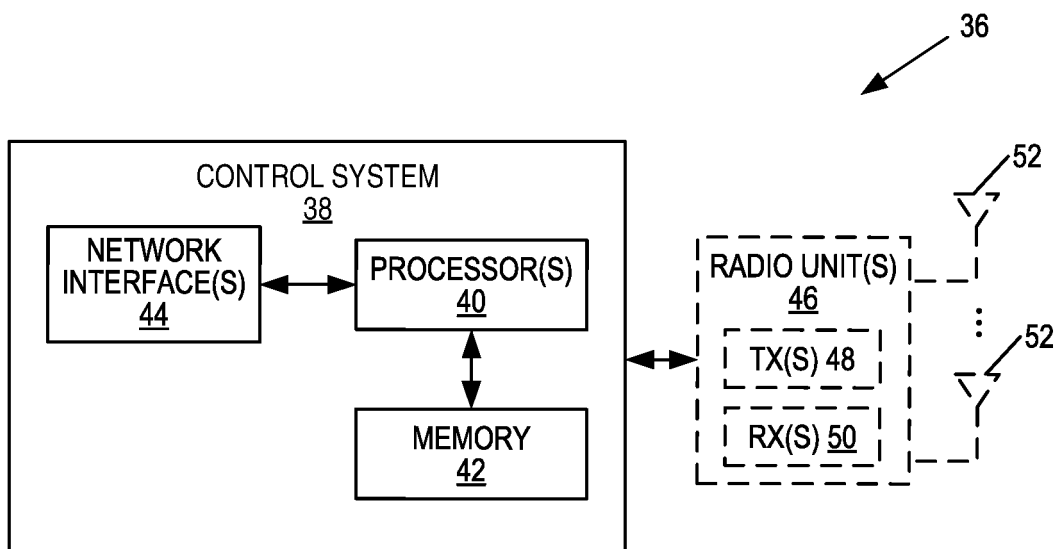 36
CONTROL SYSTEM
38
NETWORK
INTERFACE(S)
44
PROCESSOR(S)
40
MEMORY
42
RADIO UNIT(S)
46
TX(S) 48
RX(S) 50
52
52